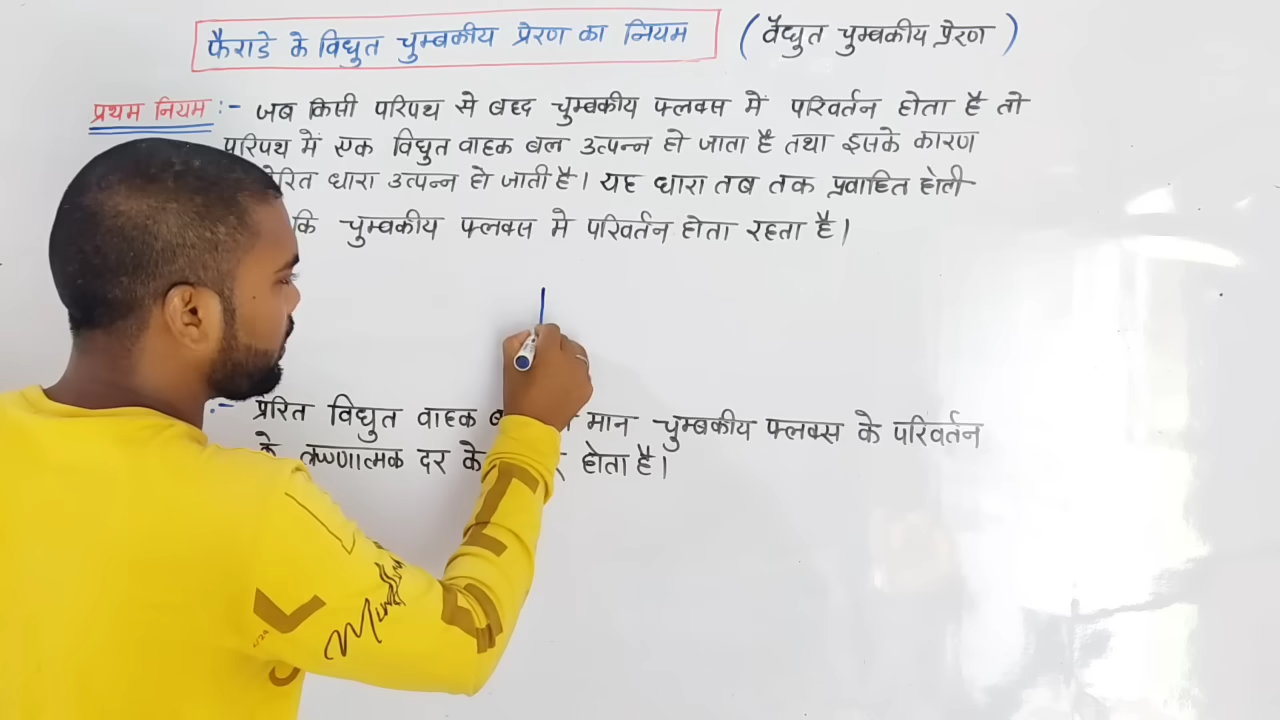 फैराडे के विद्युत चुम्बकीय प्रेरण का नियम (वैद्युत चुम्बकीय प्रेरण)
प्रथम नियम :- जब किसी परिपथ से बध्द चुम्बकीय फ्लक्स में परिवर्तन होता है तो
परिपथ में एक विद्युत वाहक बल उत्पन्न हो जाता है तथा इसके कारण
धारा उत्पन्न हो जाती है। यह धारा तब तक प्रवाहित होती
कि चुम्बकीय फ्लक्स मे परिवर्तन होता रहता है।
:- प्रेरित विद्युत वाहक मान चुम्बकीय फ्लक्स के परिवर्तन
के ऋणात्मक दर के होता है।